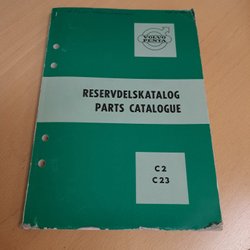 VOLVO
PENTA
RESERVDELSKATALOG
PARTS CATALOGUE
C2
C23